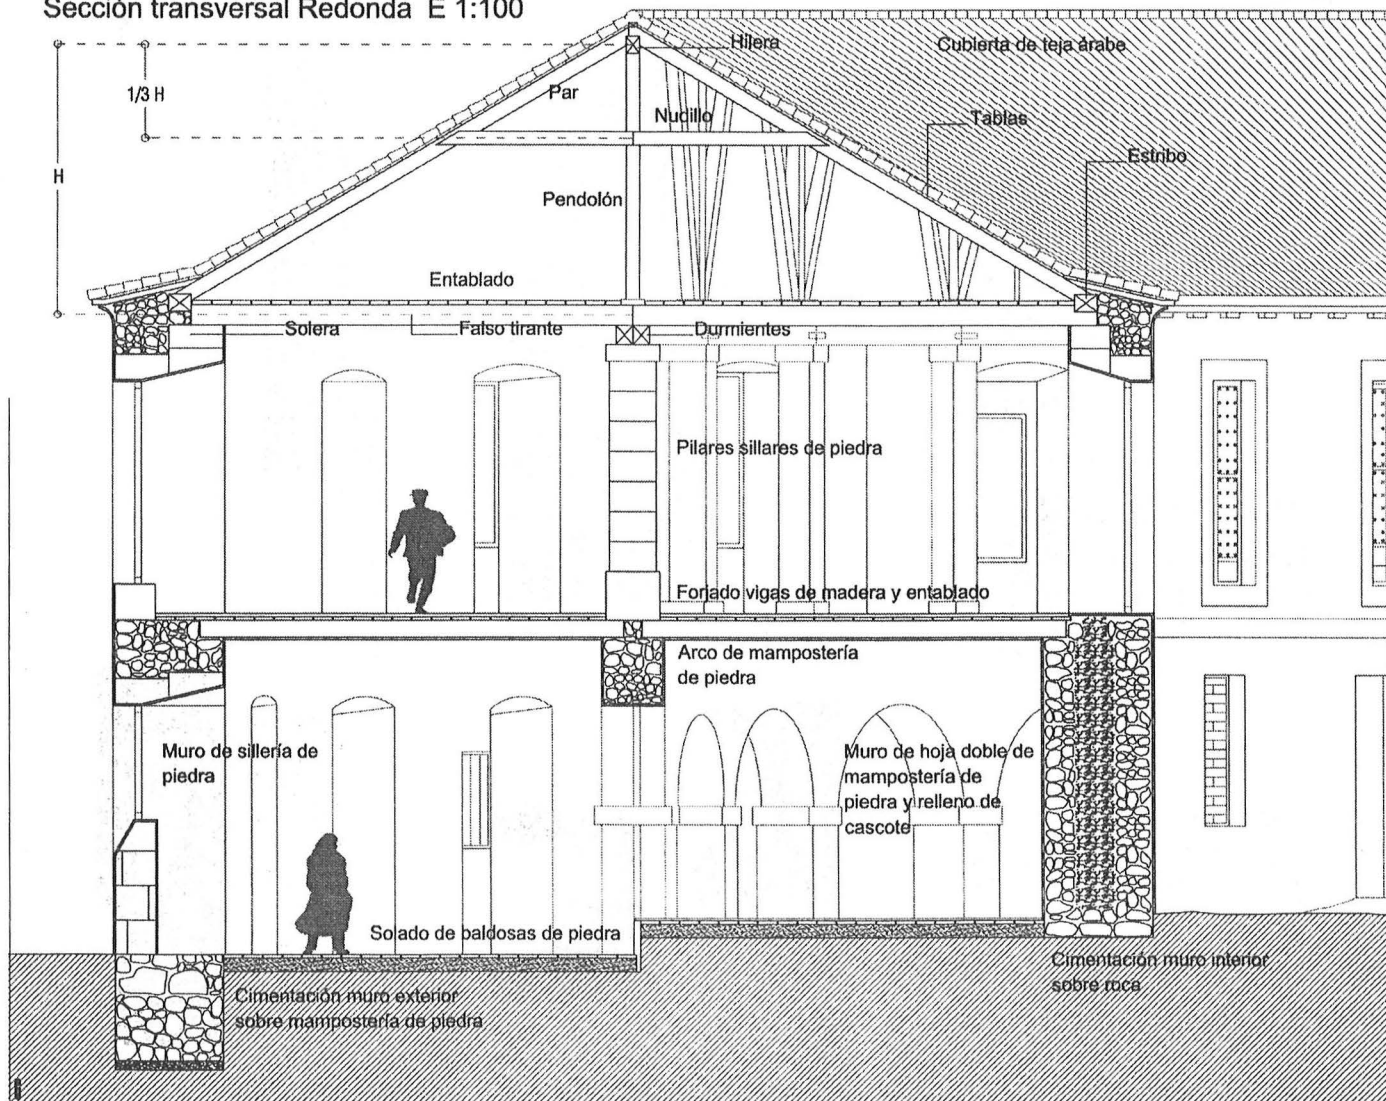 Sección transversal Redonda E 1:100
Hilera
Cubierta de teja árabe
1/3 H
Par
Nudillo
Tablas
Estribo
H
Pendolón
Entablado
Solera
Falso tirante
Durmientes
Pilares sillares de piedra
Forjado vigas de madera y entablado
Arco de mampostería
de piedra
Muro de sillería de
piedra
Muro de hoja doble de
mampostería de
piedra y relleno de
cascote
Solado de baldosas de piedra
Cimentación muro interior
sobre roca
Cimentación muro exterior
sobre mampostería de piedra